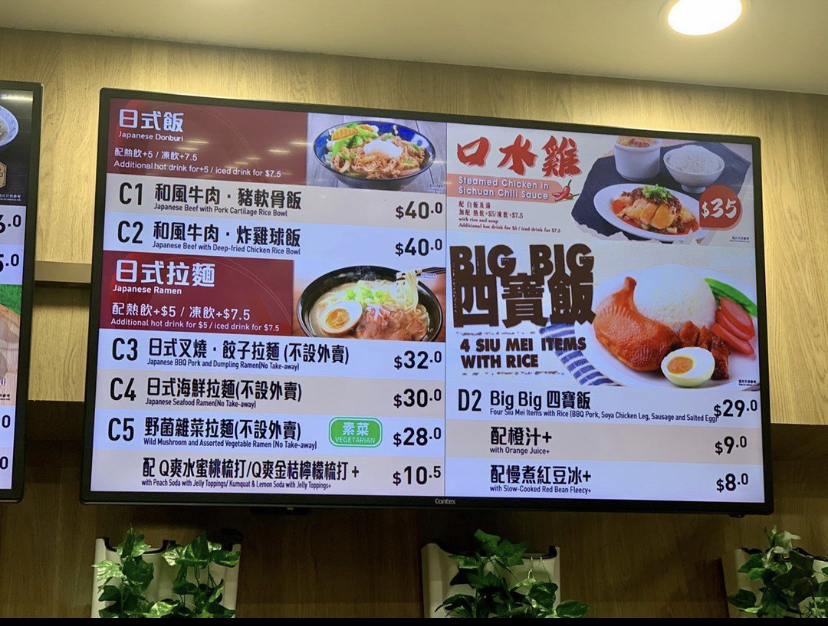 日式飯
Japanese Donburi
配熱飲+5 / 凍飲+7.5
Additional hot drink for+5 / iced drink for $7.5
C1 和風牛肉・豬軟骨飯 $40.0
Japanese Beef with Pork Cartilage Rice Bowl
C2 和風牛肉・炸雞球飯 $40.0
Japanese Beef with Deep-fried Chicken Rice Bowl
日式拉麵
Japanese Ramen
配熱飲+$5 / 凍飲+$7.5
Additional hot drink for $5 / iced drink for $7.5
C3 日式叉燒・餃子拉麵 (不設外賣) $32.0
Japanese BBQ Pork and Dumpling Ramen(No Take-away)
C4 日式海鮮拉麵(不設外賣) $30.0
Japanese Seafood Ramen(No Take-away)
C5 野菌雜菜拉麵(不設外賣) 素菜 $28.0
Wild Mushroom and Assorted Vegetable Ramen (No Take-away) VEGETARIAN
配 Q爽水蜜桃梳打/Q爽金桔檸檬梳打 + $10.5
with Peach Soda with Jelly Toppings/ Kumquat & Lemon Soda with Jelly Toppings+
口水雞
Steamed Chicken in
Sichuan Chili Sauce
配 白飯及湯
加配 熱飲+$5/凍飲+$7.5
with rice and soup
Additional hot drink for $5 / iced drink for $7.5
$35
BIG BIG
四寶飯
4 SIU MEI ITEMS
WITH RICE
D2 Big Big 四寶飯 $29.0
Four Siu Mei Items with Rice (BBQ Pork, Soya Chicken Leg, Sausage and Salted Egg)
配橙汁+ $9.0
with Orange Juice+
配慢煮紅豆冰+ $8.0
with Slow-Cooked Red Bean Fleecy+
Contex